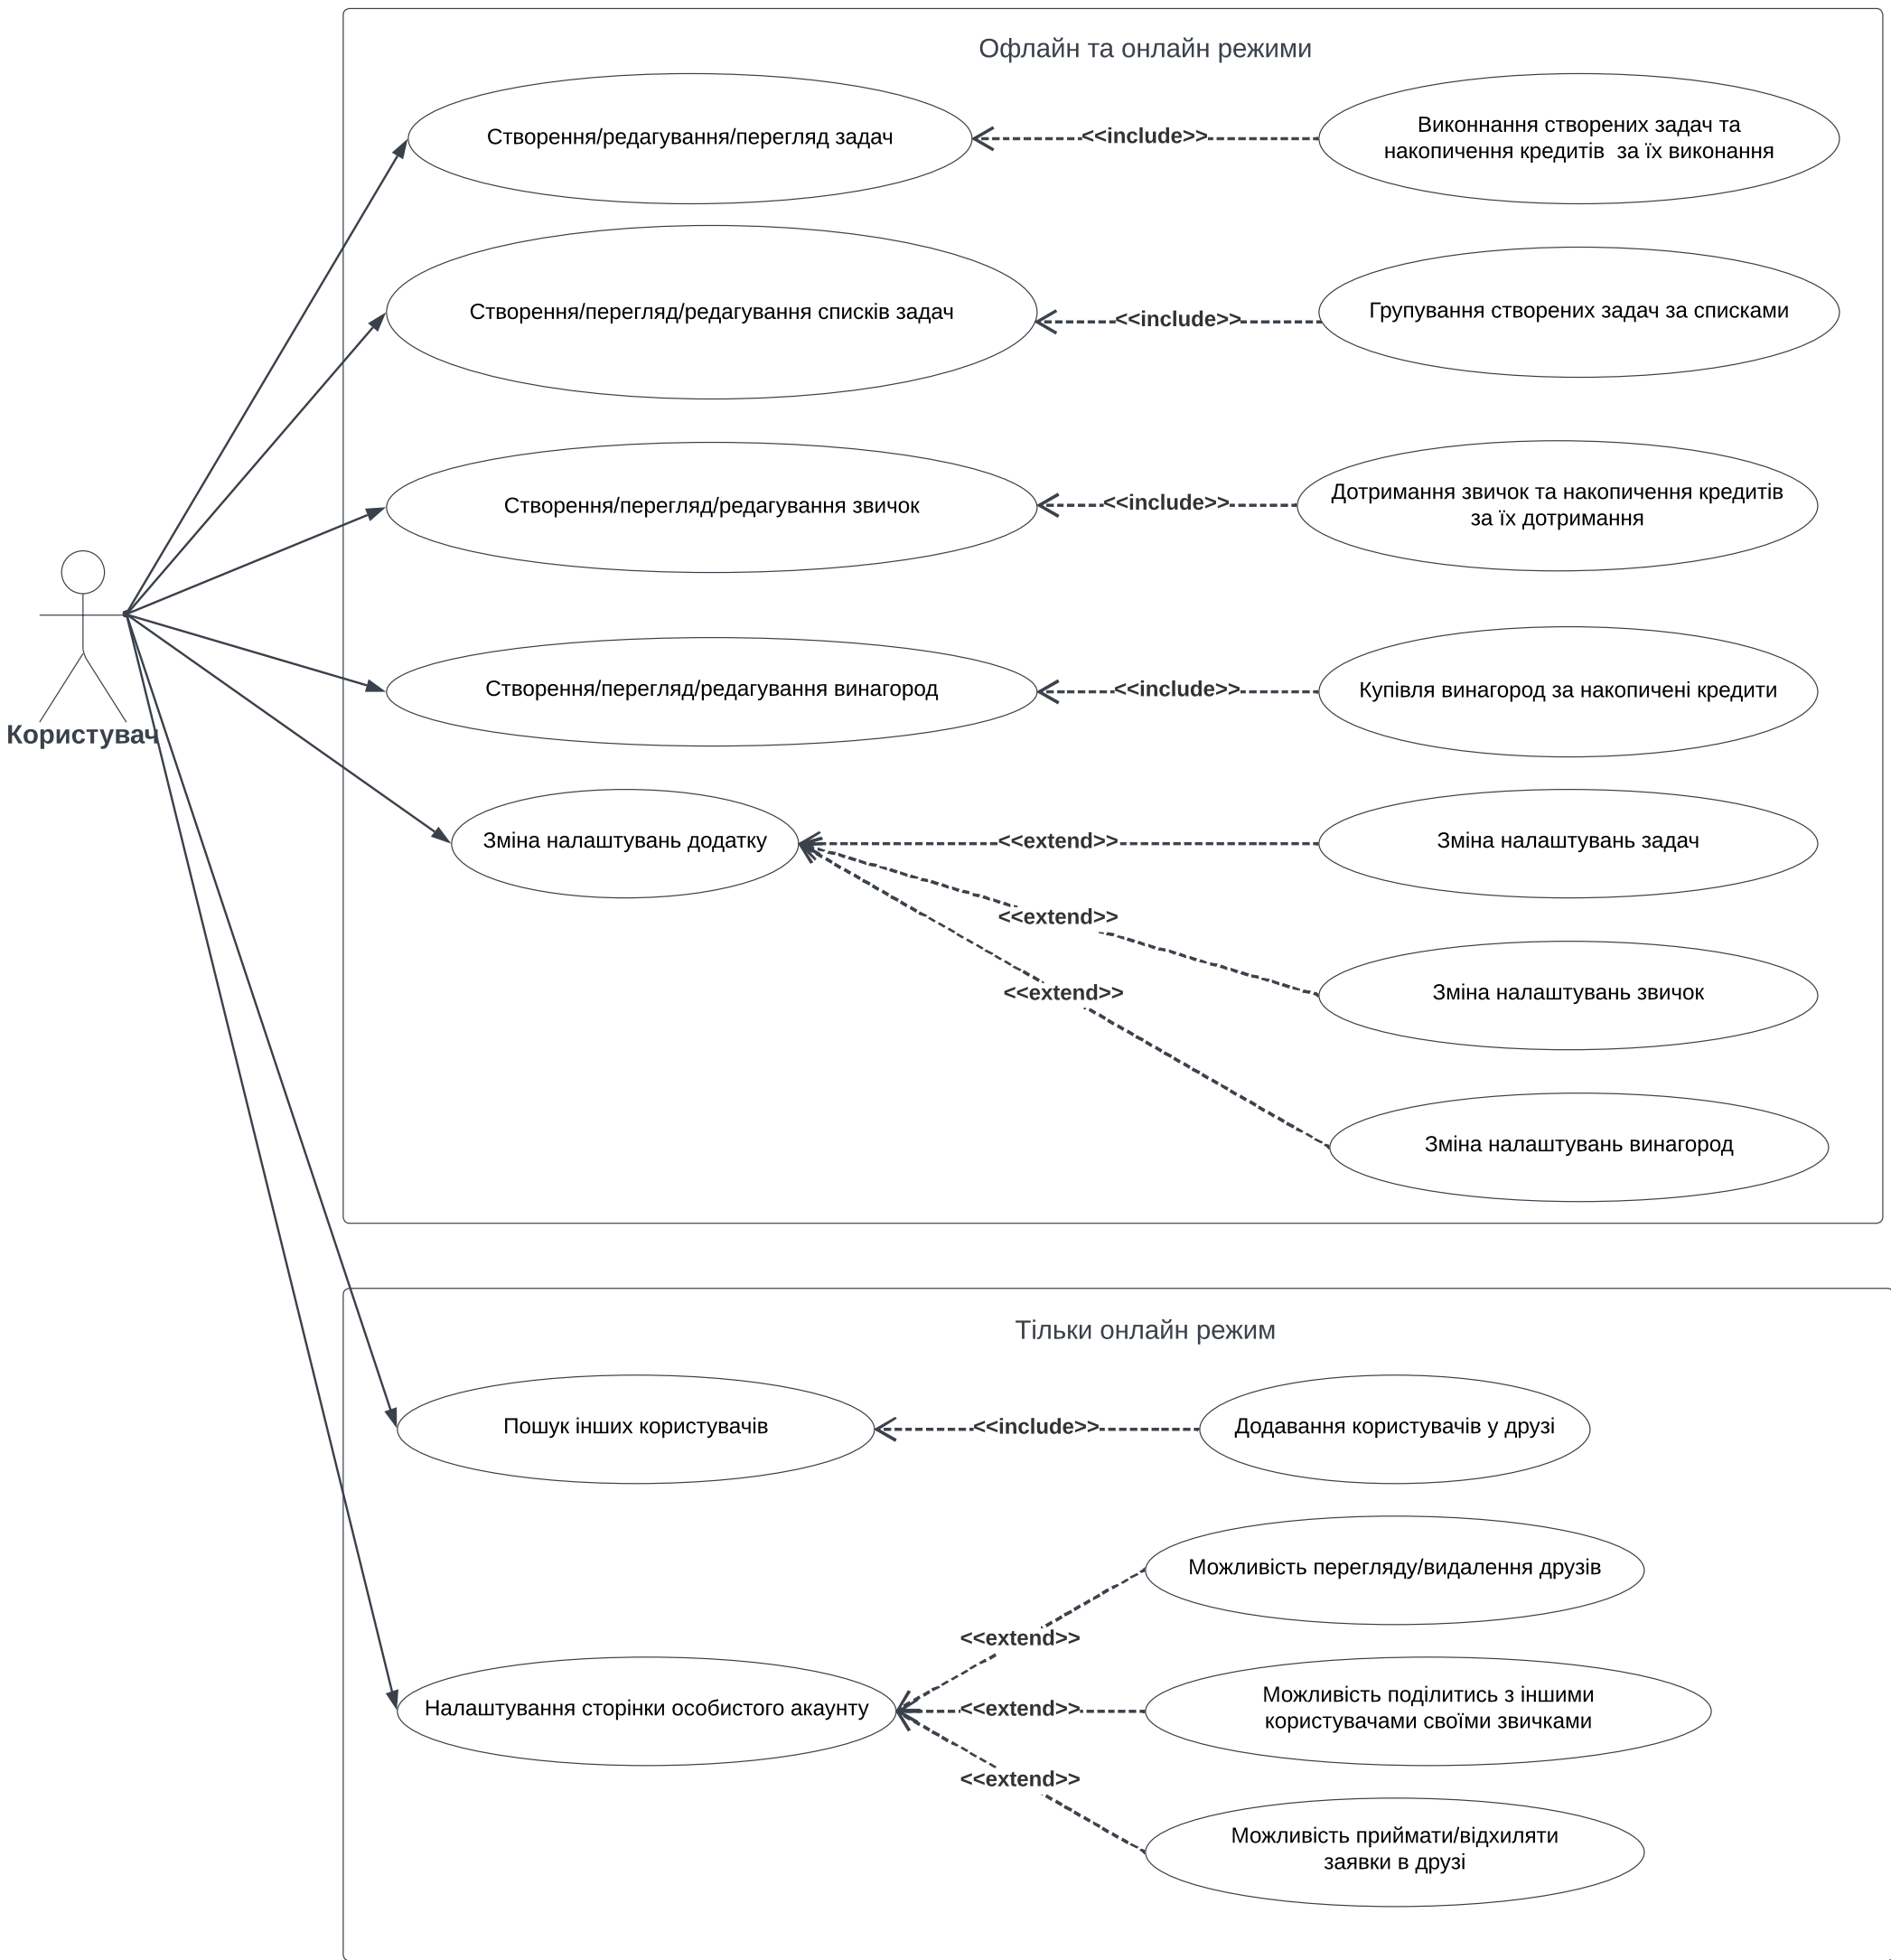 Офлайн та онлайн режими
Створення/редагування/перегляд задач
<<include>>
Виконнання створених задач та
накопичення кредитів  за їх виконання
Створення/перегляд/редагування списків задач
<<include>>
Групування створених задач за списками
Створення/перегляд/редагування звичок
<<include>>
Дотримання звичок та накопичення кредитів
за їх дотримання
Користувач
Створення/перегляд/редагування винагород
<<include>>
Купівля винагород за накопичені кредити
Зміна налаштувань додатку
<<extend>>
Зміна налаштувань задач
<<extend>>
Зміна налаштувань звичок
<<extend>>
Зміна налаштувань винагород
Тільки онлайн режим
Пошук інших користувачів
<<include>>
Додавання користувачів у друзі
Можливість перегляду/видалення друзів
<<extend>>
Налаштування сторінки особистого акаунту
<<extend>>
Можливість поділитись з іншими
користувачами своїми звичками
<<extend>>
Можливість приймати/відхиляти
заявки в друзі